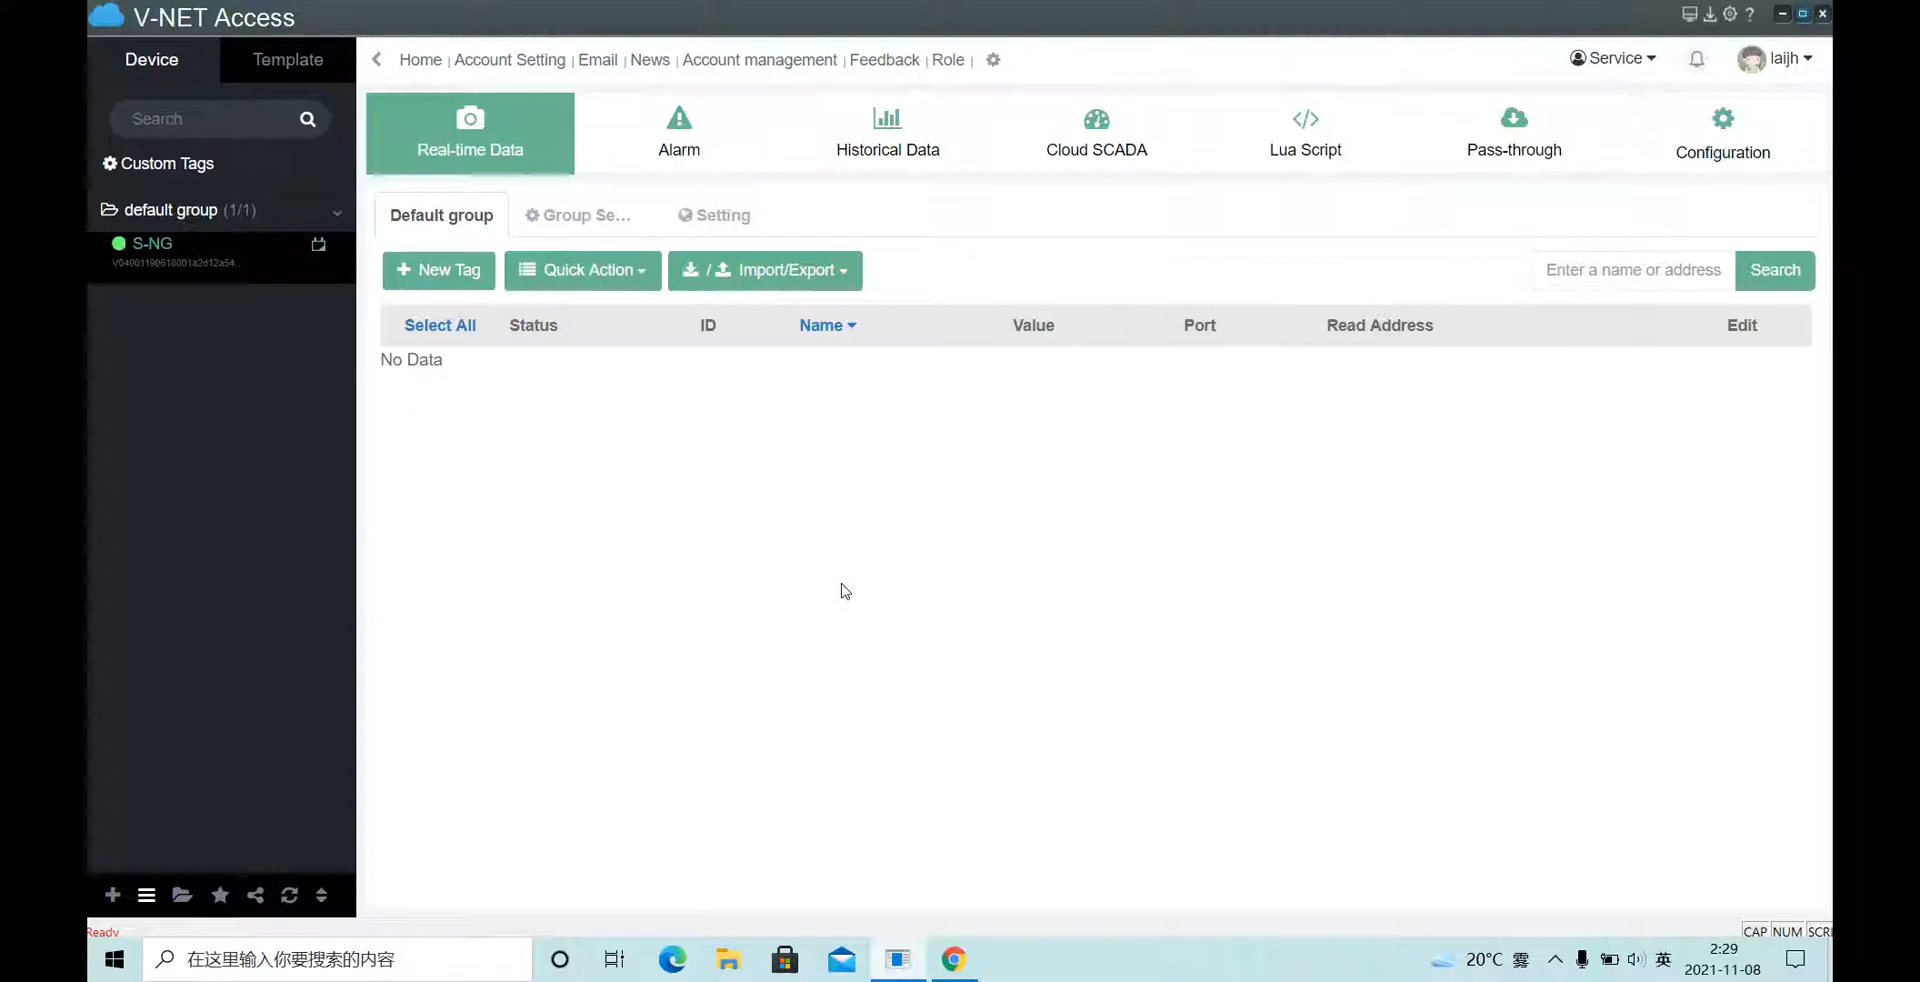 V-NET Access
Device Template
Search
Custom Tags
default group (1/1)
S-NG
V04001190618001a2d12a54...
Home | Account Setting | Email | News | Account management | Feedback | Role |
Service laijh
Real-time Data Alarm Historical Data Cloud SCADA Lua Script Pass-through Configuration
Default group Group Se... Setting
New Tag Quick Action / Import/Export Enter a name or address Search
Select All Status ID Name Value Port Read Address Edit
No Data
Ready
CAP NUM SCRL
在这里输入你要搜索的内容
20°C 雾 英 2:29
2021-11-08